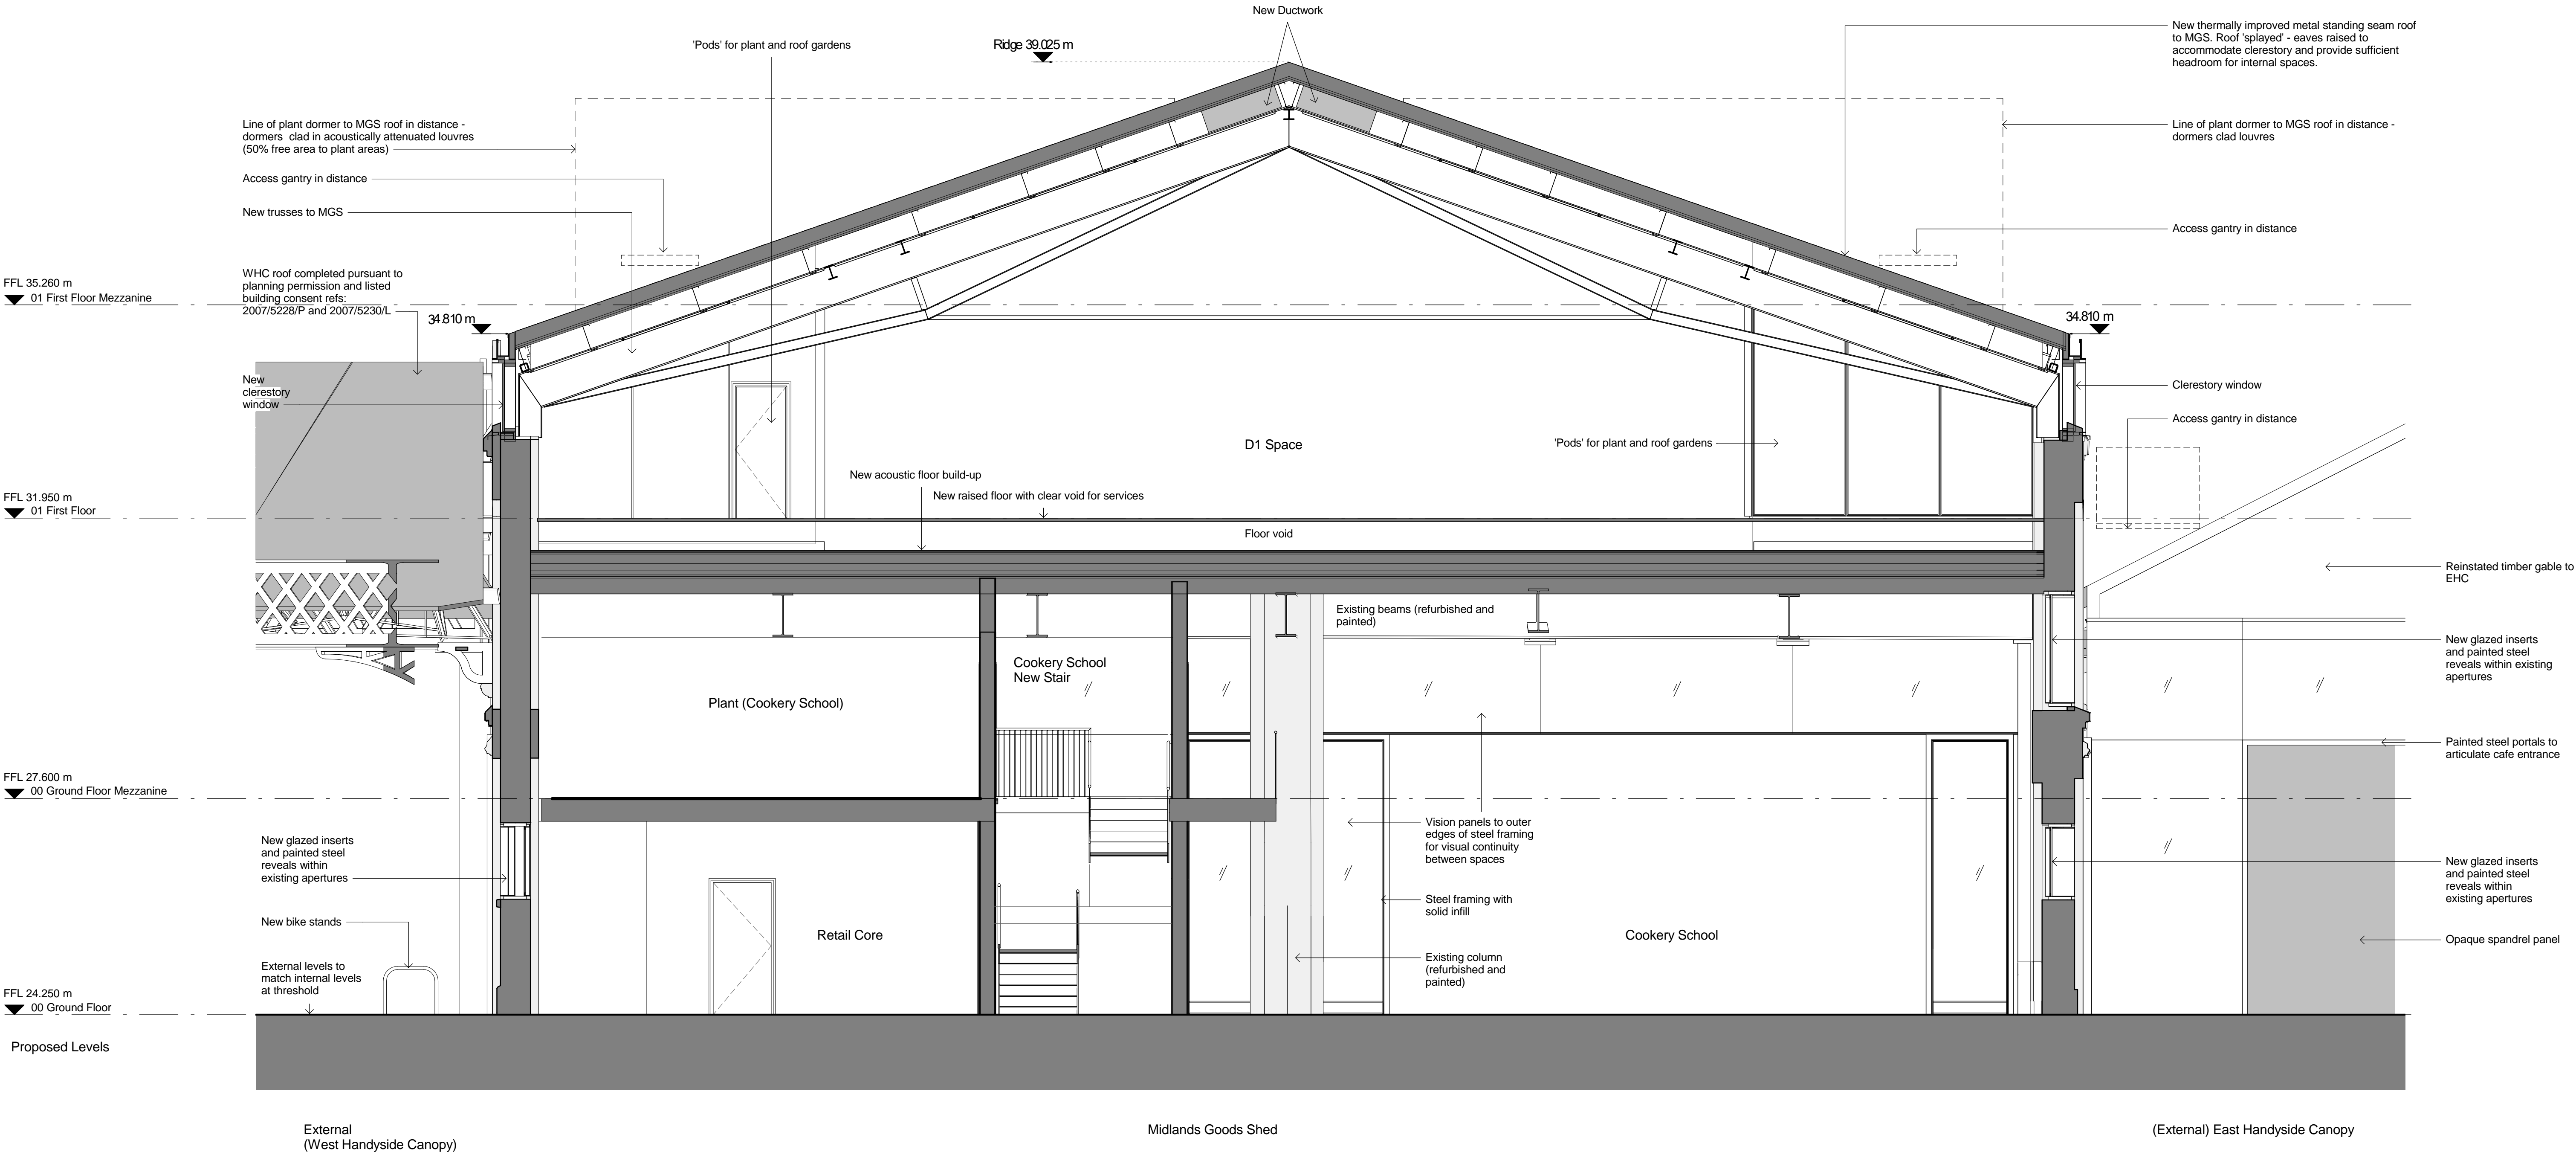 New Ductwork
'Pods' for plant and roof gardens
Ridge 39.025 m
New thermally improved metal standing seam roof
to MGS. Roof 'splayed' - eaves raised to
accommodate clerestory and provide sufficient
headroom for internal spaces.
Line of plant dormer to MGS roof in distance -
dormers clad in acoustically attenuated louvres
(50% free area to plant areas)
Line of plant dormer to MGS roof in distance -
dormers clad louvres
Access gantry in distance
New trusses to MGS
Access gantry in distance
WHC roof completed pursuant to
planning permission and listed
building consent refs:
2007/5228/P and 2007/5230/L
FFL 35.260 m
01 First Floor Mezzanine
34.810 m
34.810 m
New
clerestory
window
Clerestory window
Access gantry in distance
D1 Space
'Pods' for plant and roof gardens
New acoustic floor build-up
New raised floor with clear void for services
FFL 31.950 m
01 First Floor
Floor void
Reinstated timber gable to
EHC
Existing beams (refurbished and
painted)
New glazed inserts
and painted steel
reveals within existing
apertures
Cookery School
New Stair
Plant (Cookery School)
Painted steel portals to
articulate cafe entrance
FFL 27.600 m
00 Ground Floor Mezzanine
New glazed inserts
and painted steel
reveals within
existing apertures
Vision panels to outer
edges of steel framing
for visual continuity
between spaces
New glazed inserts
and painted steel
reveals within
existing apertures
Steel framing with
solid infill
New bike stands
Retail Core
Cookery School
Opaque spandrel panel
Existing column
(refurbished and
painted)
External levels to
match internal levels
at threshold
FFL 24.250 m
00 Ground Floor
Proposed Levels
External
(West Handyside Canopy)
Midlands Goods Shed
(External) East Handyside Canopy